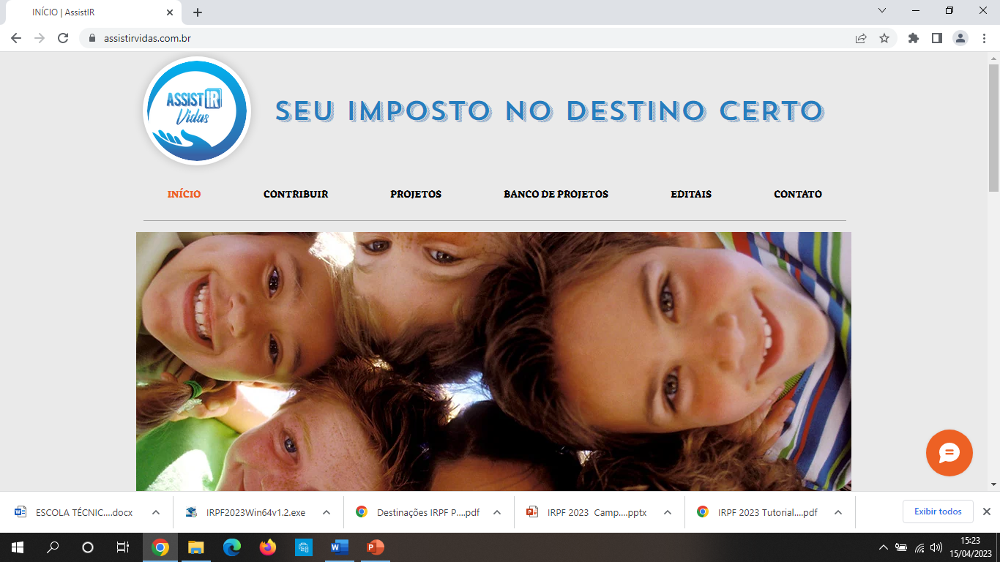 INÍCIO | AssistIR
assistirvidas.com.br
ASSISTIR
Vidas
SEU IMPOSTO NO DESTINO CERTO
INÍCIO CONTRIBUIR PROJETOS BANCO DE PROJETOS EDITAIS CONTATO
ESCOLA TÉCNIC....docx IRPF2023Win64v1.2.exe Destinações IRPF P....pdf IRPF 2023 Camp....pptx IRPF 2023 Tutorial....pdf Exibir todos
15:23
15/04/2023